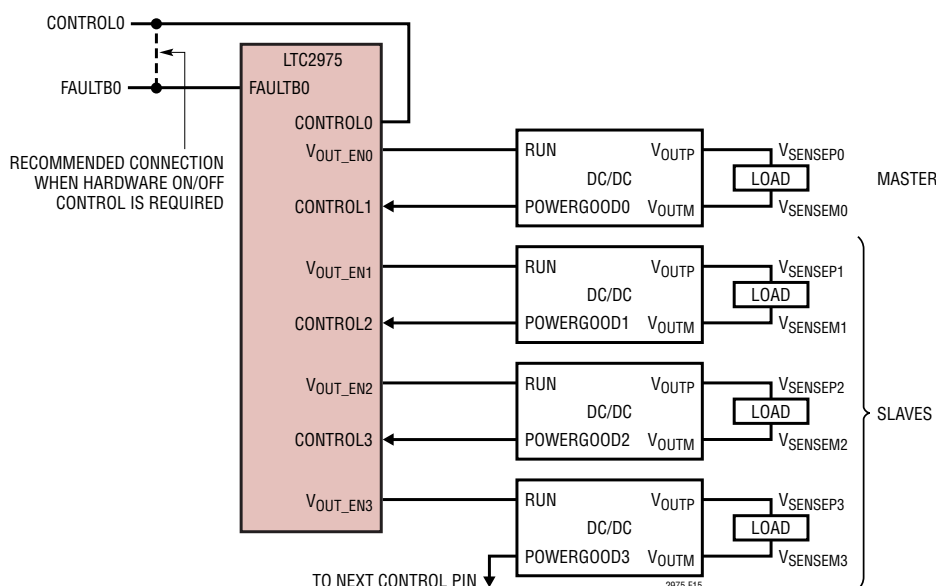 CONTROL0
LTC2975
FAULTB0
FAULTB0
CONTROL0
RECOMMENDED CONNECTION
WHEN HARDWARE ON/OFF
CONTROL IS REQUIRED
VOUT_EN0
RUN
VOUTP
VSENSEP0
DC/DC
LOAD
MASTER
CONTROL1
POWERGOOD0
VOUTM
VSENSEM0
VOUT_EN1
RUN
VOUTP
VSENSEP1
DC/DC
LOAD
CONTROL2
POWERGOOD1
VOUTM
VSENSEM1
VOUT_EN2
RUN
VOUTP
VSENSEP2
DC/DC
LOAD
SLAVES
CONTROL3
POWERGOOD2
VOUTM
VSENSEM2
VOUT_EN3
RUN
VOUTP
VSENSEP3
DC/DC
LOAD
POWERGOOD3
VOUTM
VSENSEM3
TO NEXT CONTROL PIN
2975 F15